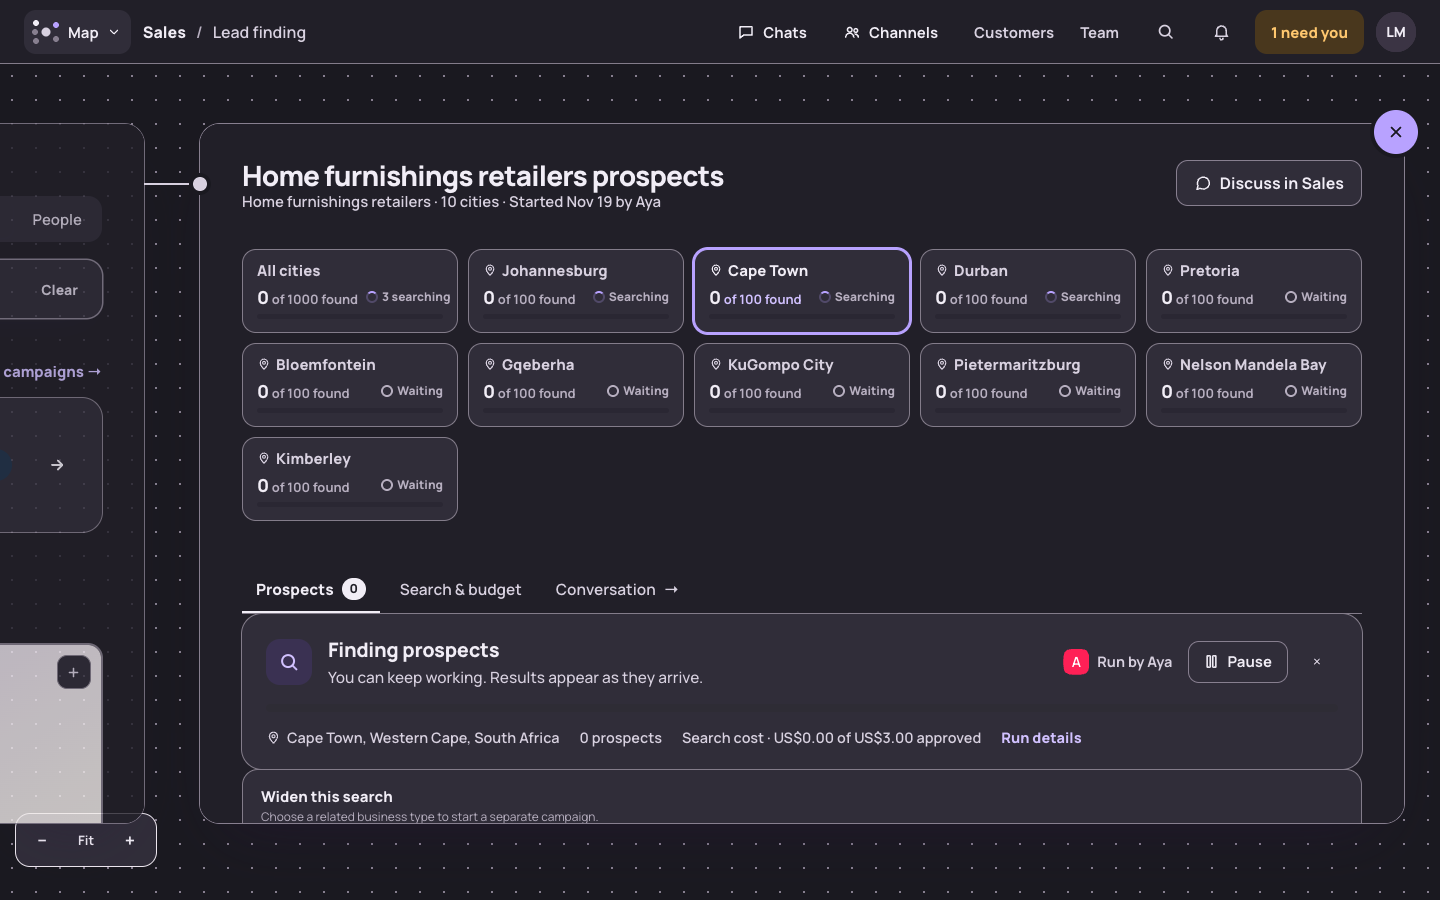 Map
Sales / Lead finding
Chats
Channels
Customers
Team
1 need you
LM
People
Clear
campaigns →
Home furnishings retailers prospects
Home furnishings retailers · 10 cities · Started Nov 19 by Aya
Discuss in Sales
All cities
0 of 1000 found 3 searching
Johannesburg
0 of 100 found Searching
Cape Town
0 of 100 found Searching
Durban
0 of 100 found Searching
Pretoria
0 of 100 found Waiting
Bloemfontein
0 of 100 found Waiting
Gqeberha
0 of 100 found Waiting
KuGompo City
0 of 100 found Waiting
Pietermaritzburg
0 of 100 found Waiting
Nelson Mandela Bay
0 of 100 found Waiting
Kimberley
0 of 100 found Waiting
Prospects 0
Search & budget
Conversation →
Finding prospects
You can keep working. Results appear as they arrive.
A Run by Aya
Pause
×
Cape Town, Western Cape, South Africa
0 prospects
Search cost · US$0.00 of US$3.00 approved
Run details
Widen this search
Choose a related business type to start a separate campaign.
− Fit +